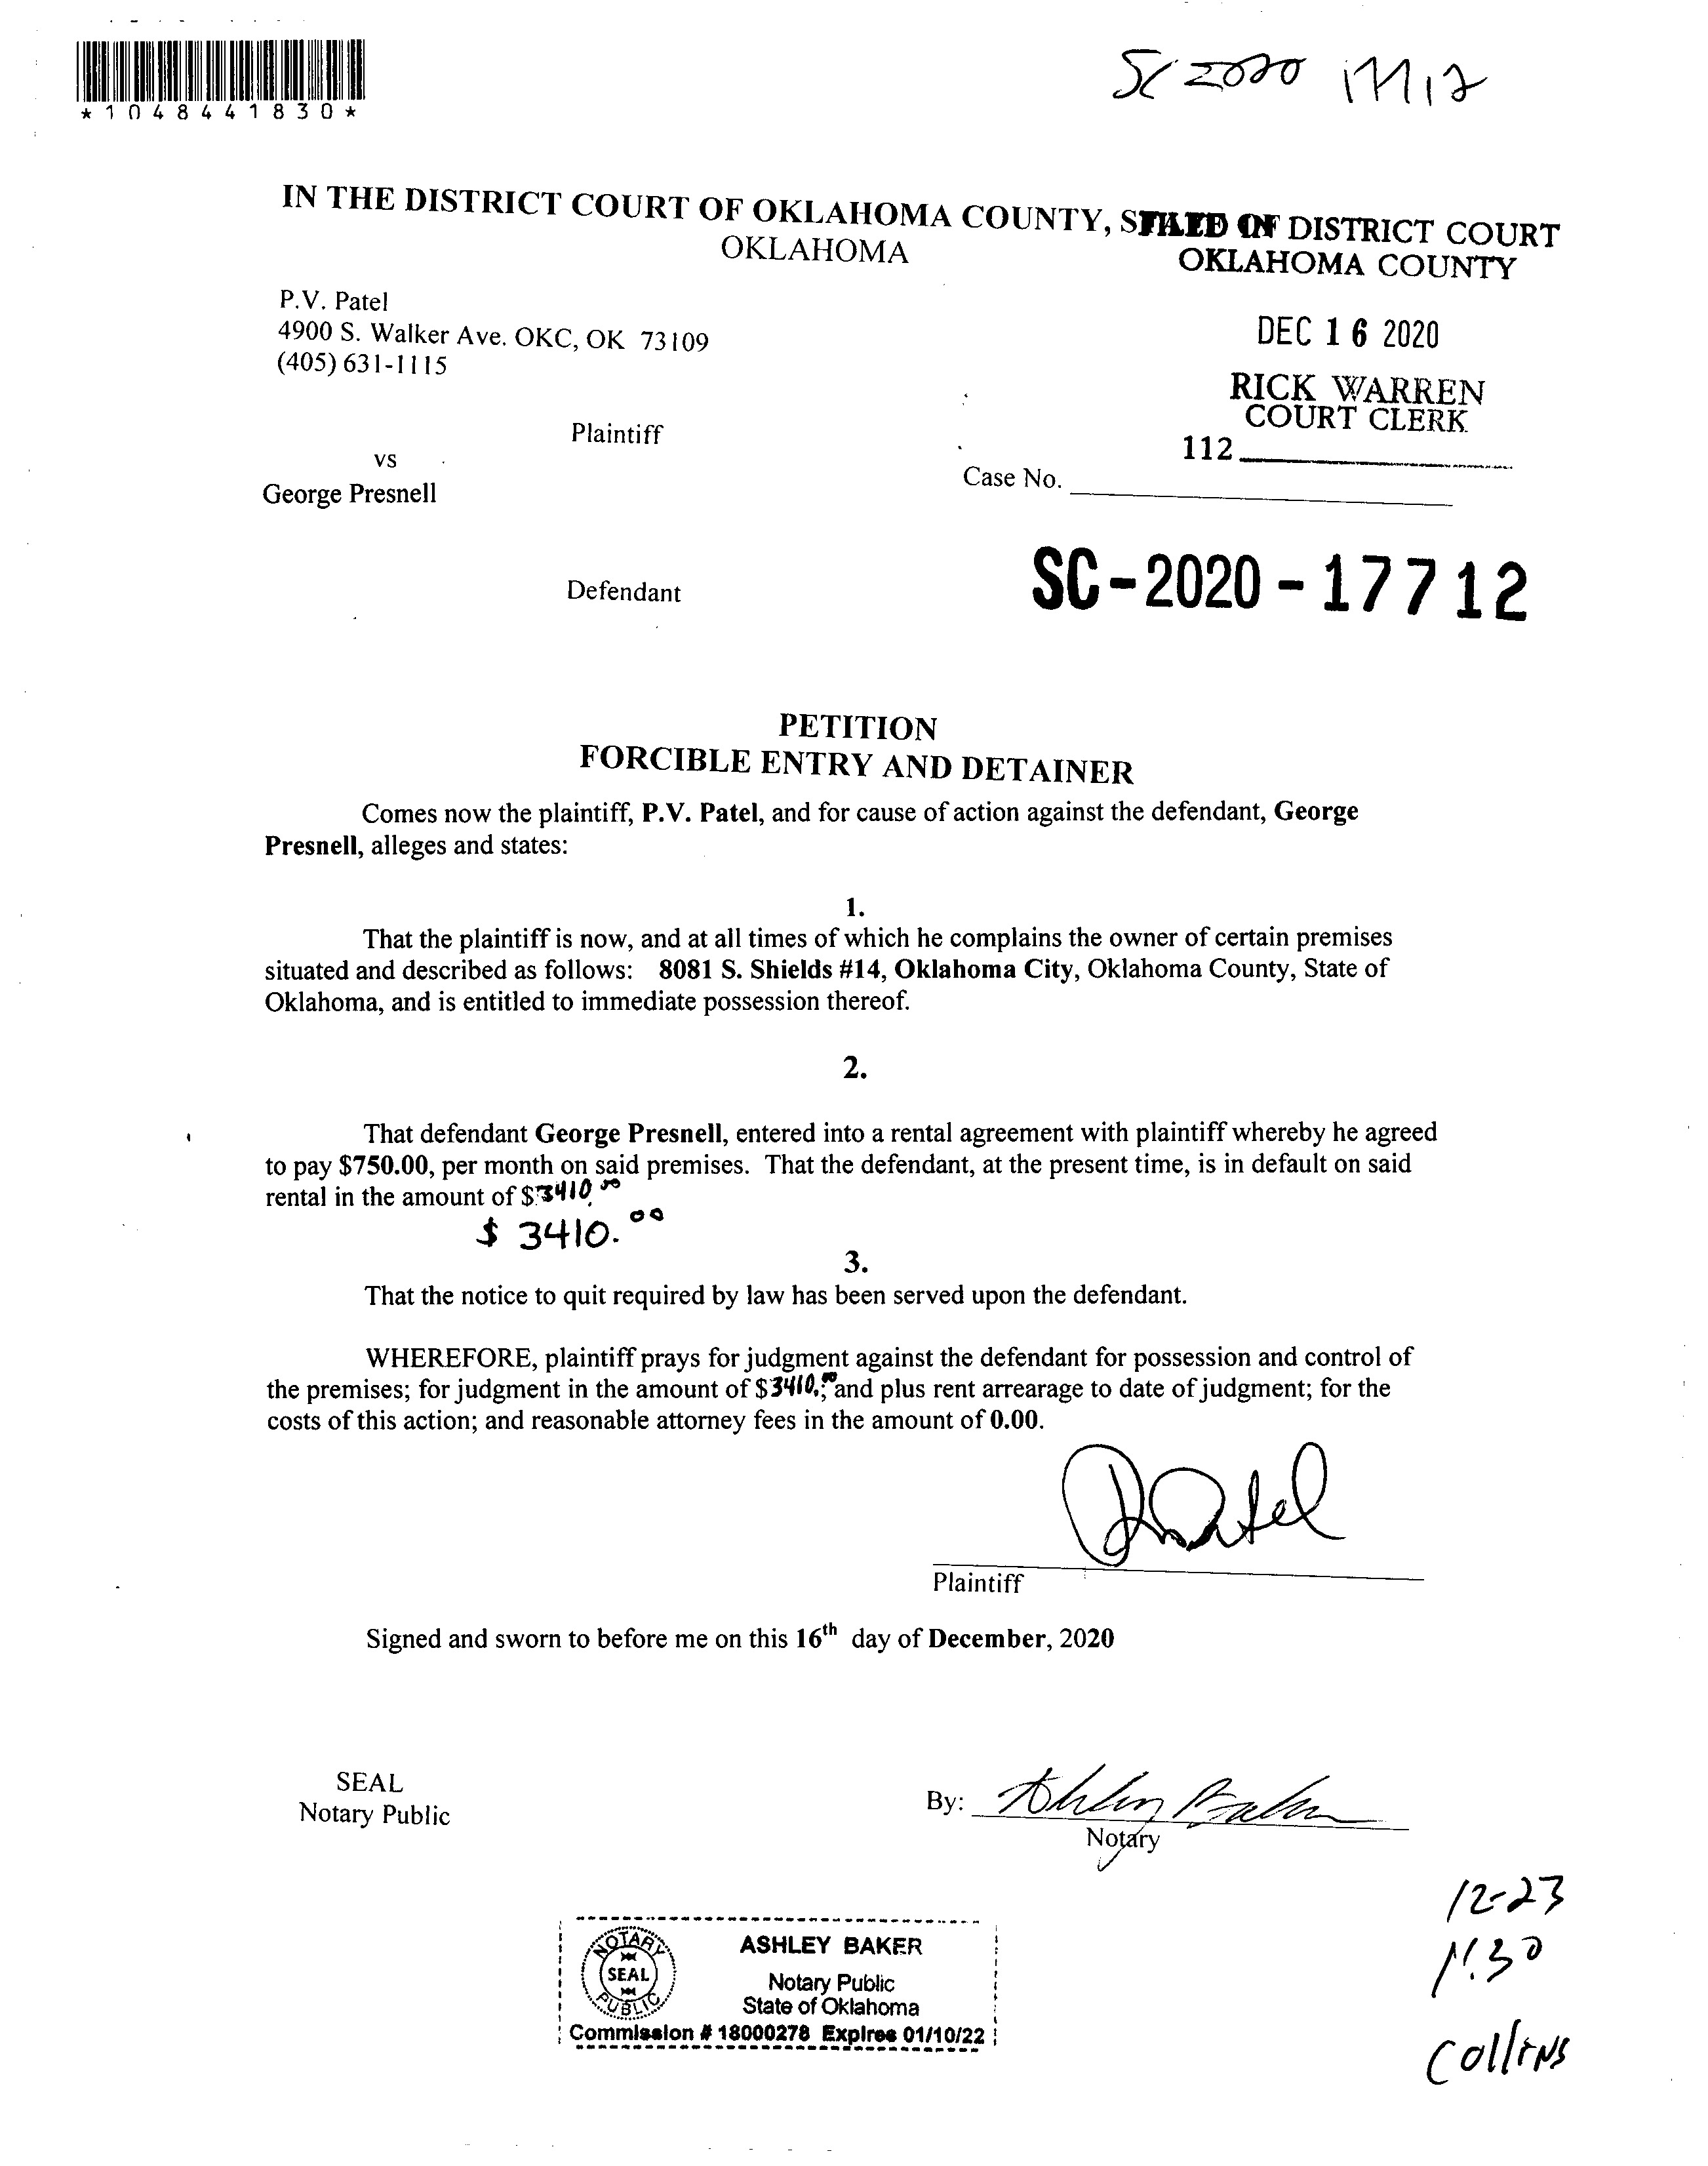 *1048441830*
SC 2020 17712
IN THE DISTRICT COURT OF OKLAHOMA COUNTY, STATE OF
OKLAHOMA
FILED IN DISTRICT COURT
OKLAHOMA COUNTY
DEC 16 2020
RICK WARREN
COURT CLERK
112
P.V. Patel
4900 S. Walker Ave. OKC, OK 73109
(405) 631-1115
Plaintiff
vs
Case No.
George Presnell
SC-2020-17712
Defendant
PETITION
FORCIBLE ENTRY AND DETAINER
Comes now the plaintiff, P.V. Patel, and for cause of action against the defendant, George
Presnell, alleges and states:
1.
That the plaintiff is now, and at all times of which he complains the owner of certain premises
situated and described as follows: 8081 S. Shields #14, Oklahoma City, Oklahoma County, State of
Oklahoma, and is entitled to immediate possession thereof.
2.
That defendant George Presnell, entered into a rental agreement with plaintiff whereby he agreed
to pay $750.00, per month on said premises. That the defendant, at the present time, is in default on said
rental in the amount of $3410.00
$ 3410.00
3.
That the notice to quit required by law has been served upon the defendant.
WHEREFORE, plaintiff prays for judgment against the defendant for possession and control of
the premises; for judgment in the amount of $3410.00 and plus rent arrearage to date of judgment; for the
costs of this action; and reasonable attorney fees in the amount of 0.00.
Patel
Plaintiff
Signed and sworn to before me on this 16th day of December, 2020
SEAL
Notary Public
By: Ashley Baker
Notary
NOTARY
SEAL
PUBLIC
ASHLEY BAKER
Notary Public
State of Oklahoma
Commission # 18000278 Expires 01/10/22
12-23
1:30
Collins